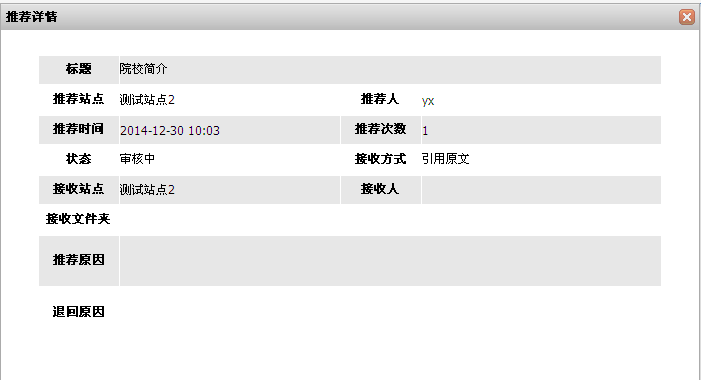 推荐详情
标题 院校简介
推荐站点 测试站点2 推荐人 yx
推荐时间 2014-12-30 10:03 推荐次数 1
状态 审核中 接收方式 引用原文
接收站点 测试站点2 接收人
接收文件夹
推荐原因
退回原因